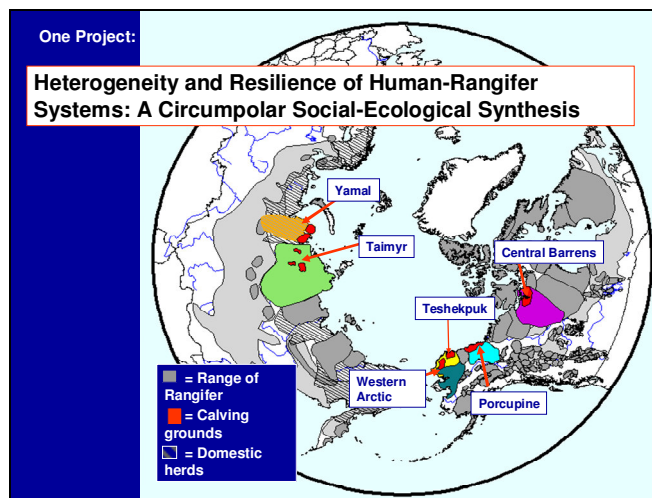 One Project:
Heterogeneity and Resilience of Human-Rangifer
Systems: A Circumpolar Social-Ecological Synthesis
Yamal
Taimyr
Central Barrens
Teshekpuk
Western
Arctic
Porcupine
= Range of
Rangifer
= Calving
grounds
= Domestic
herds